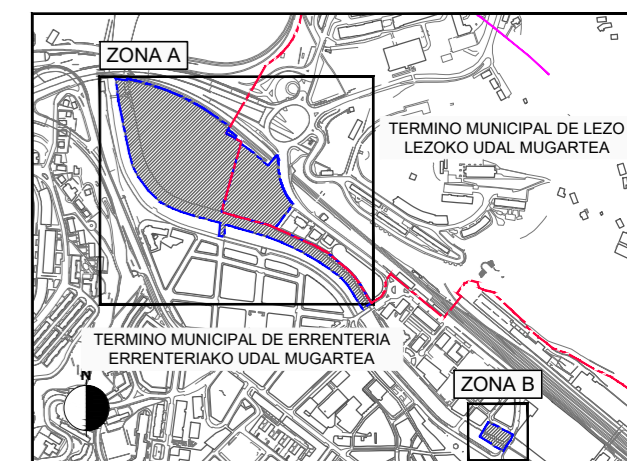 ZONA A
TERMINO MUNICIPAL DE LEZO
LEZOKO UDAL MUGARTEA
TERMINO MUNICIPAL DE ERRENTERIA
ERRENTERIAKO UDAL MUGARTEA
N
ZONA B